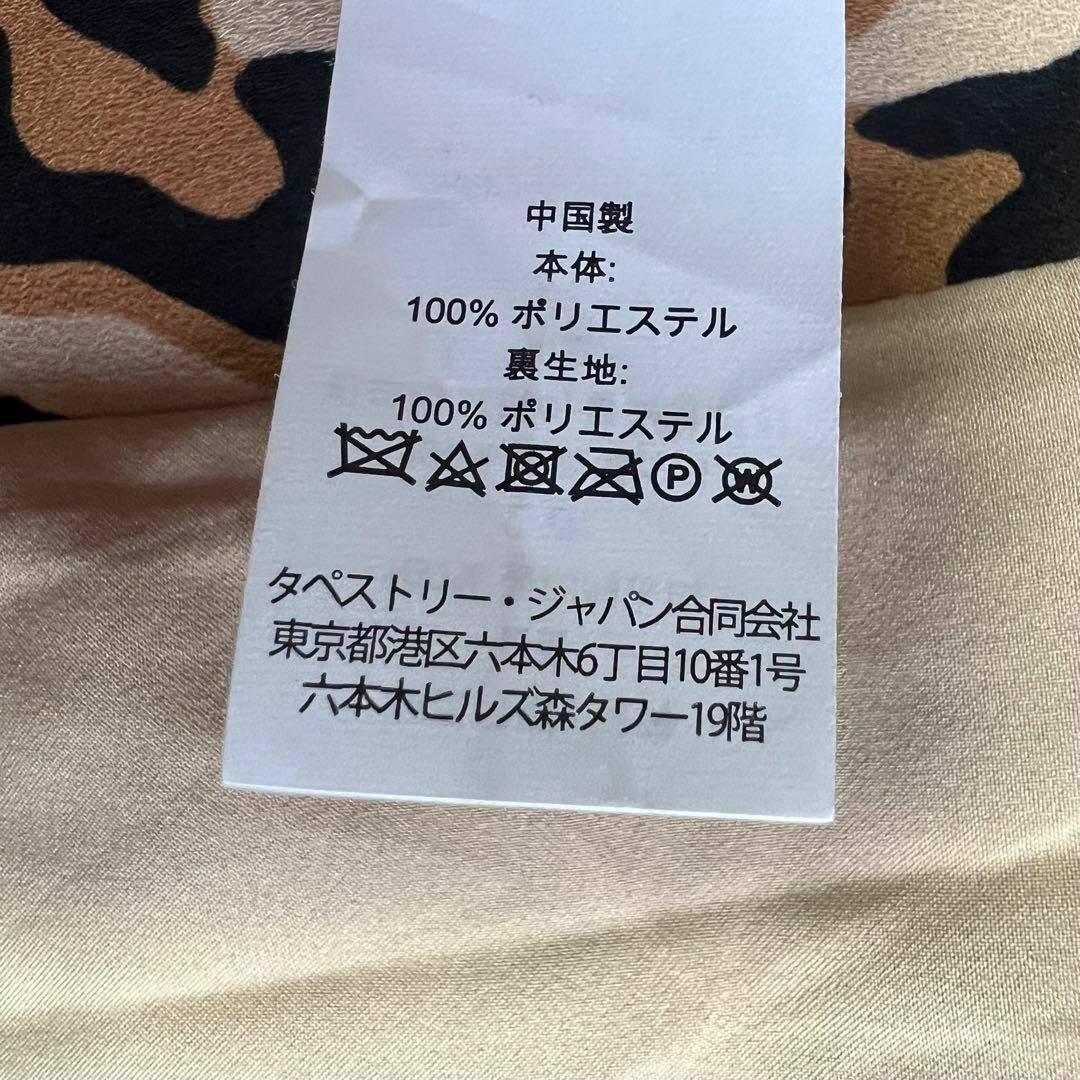 中国製
本体:
100% ポリエステル
裏生地:
100% ポリエステル
P W
タペストリー・ジャパン合同会社
東京都港区六本木6丁目10番1号
六本木ヒルズ森タワー19階